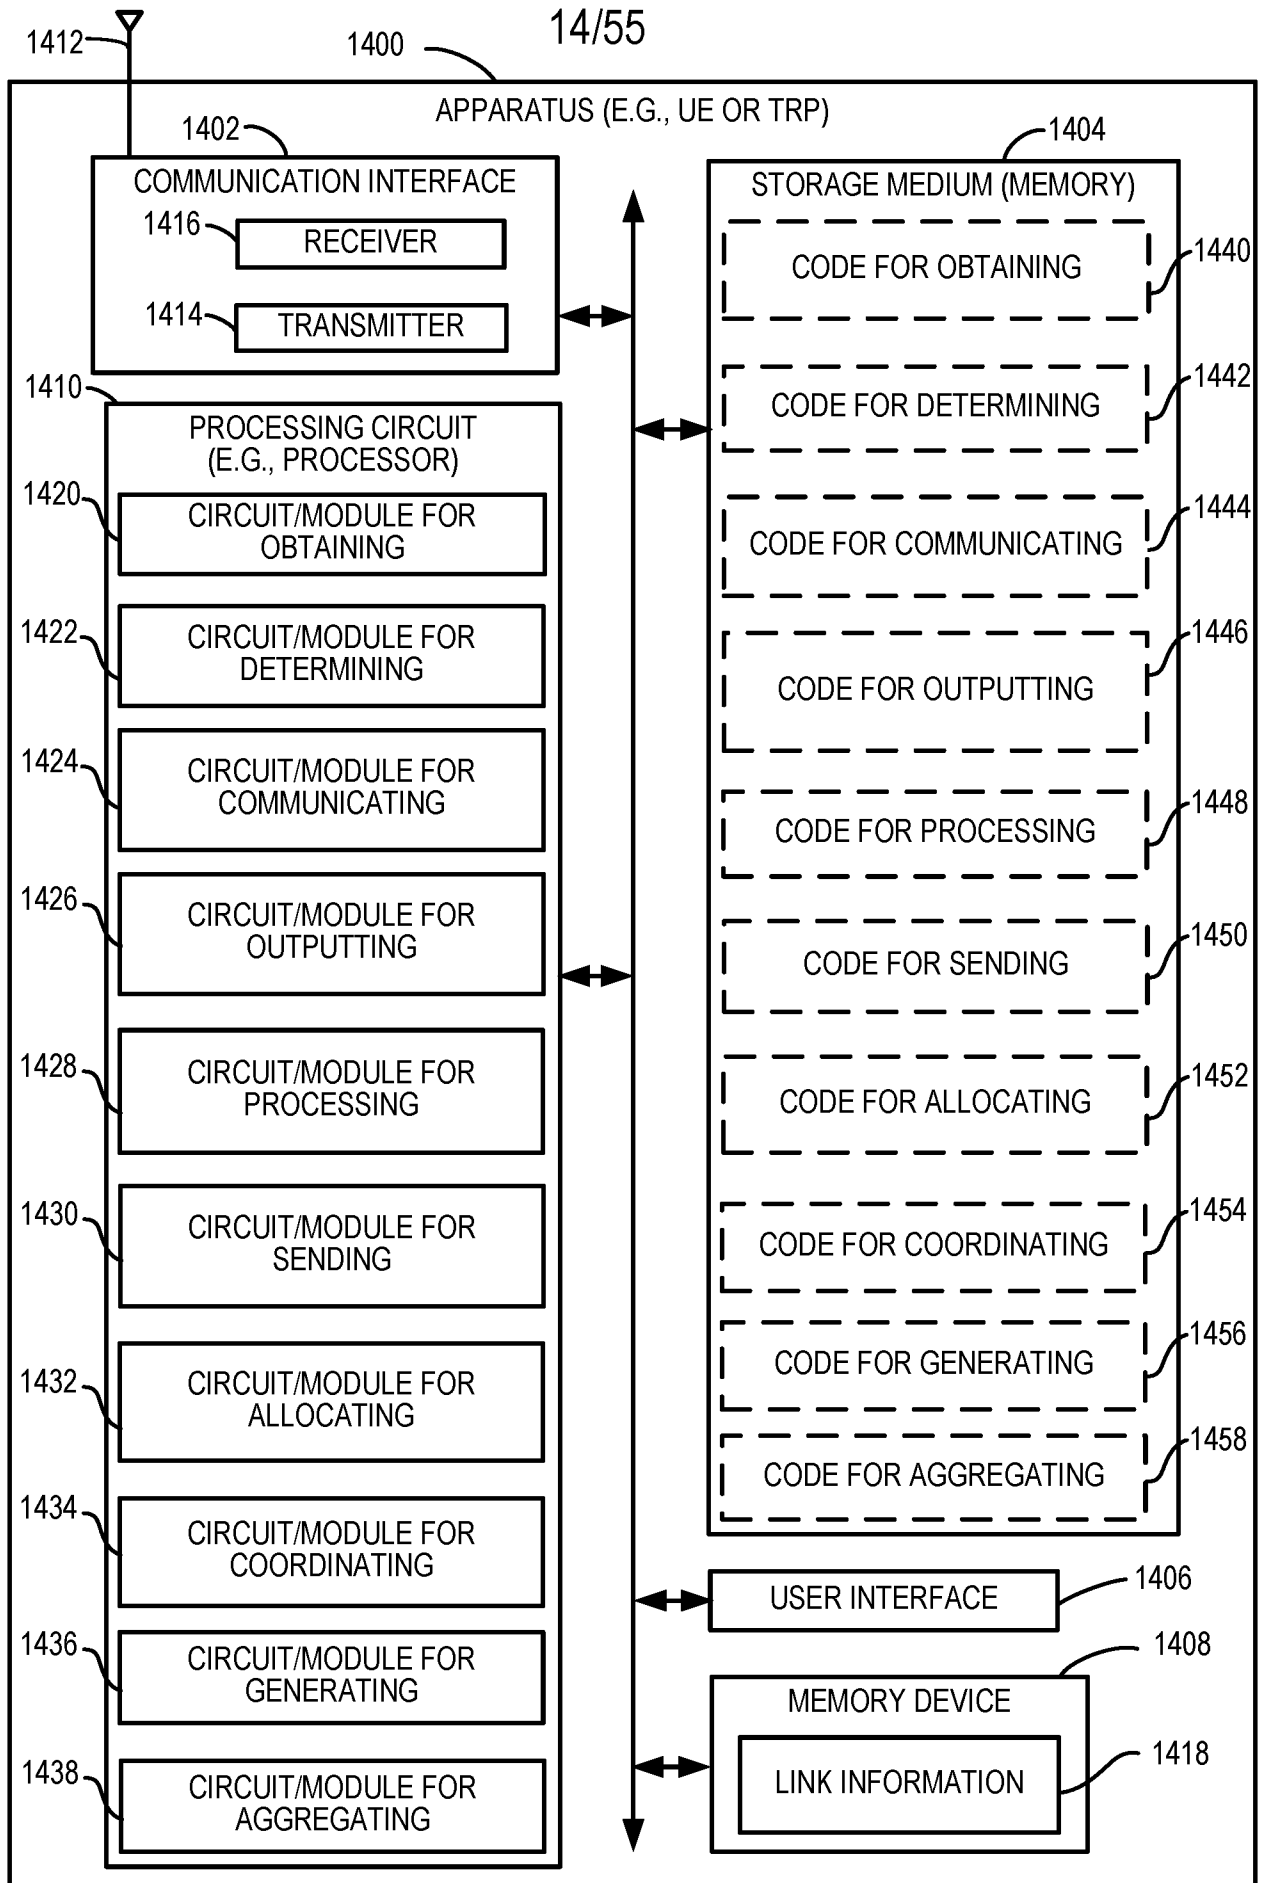 14/55
1412
1400
APPARATUS (E.G., UE OR TRP)
1402
COMMUNICATION INTERFACE
1416
RECEIVER
1414
TRANSMITTER
1410
PROCESSING CIRCUIT
(E.G., PROCESSOR)
1420
CIRCUIT/MODULE FOR
OBTAINING
1422
CIRCUIT/MODULE FOR
DETERMINING
1424
CIRCUIT/MODULE FOR
COMMUNICATING
1426
CIRCUIT/MODULE FOR
OUTPUTTING
1428
CIRCUIT/MODULE FOR
PROCESSING
1430
CIRCUIT/MODULE FOR
SENDING
1432
CIRCUIT/MODULE FOR
ALLOCATING
1434
CIRCUIT/MODULE FOR
COORDINATING
1436
CIRCUIT/MODULE FOR
GENERATING
1438
CIRCUIT/MODULE FOR
AGGREGATING
1404
STORAGE MEDIUM (MEMORY)
CODE FOR OBTAINING
1440
CODE FOR DETERMINING
1442
CODE FOR COMMUNICATING
1444
CODE FOR OUTPUTTING
1446
CODE FOR PROCESSING
1448
CODE FOR SENDING
1450
CODE FOR ALLOCATING
1452
CODE FOR COORDINATING
1454
CODE FOR GENERATING
1456
CODE FOR AGGREGATING
1458
USER INTERFACE
1406
1408
MEMORY DEVICE
LINK INFORMATION
1418